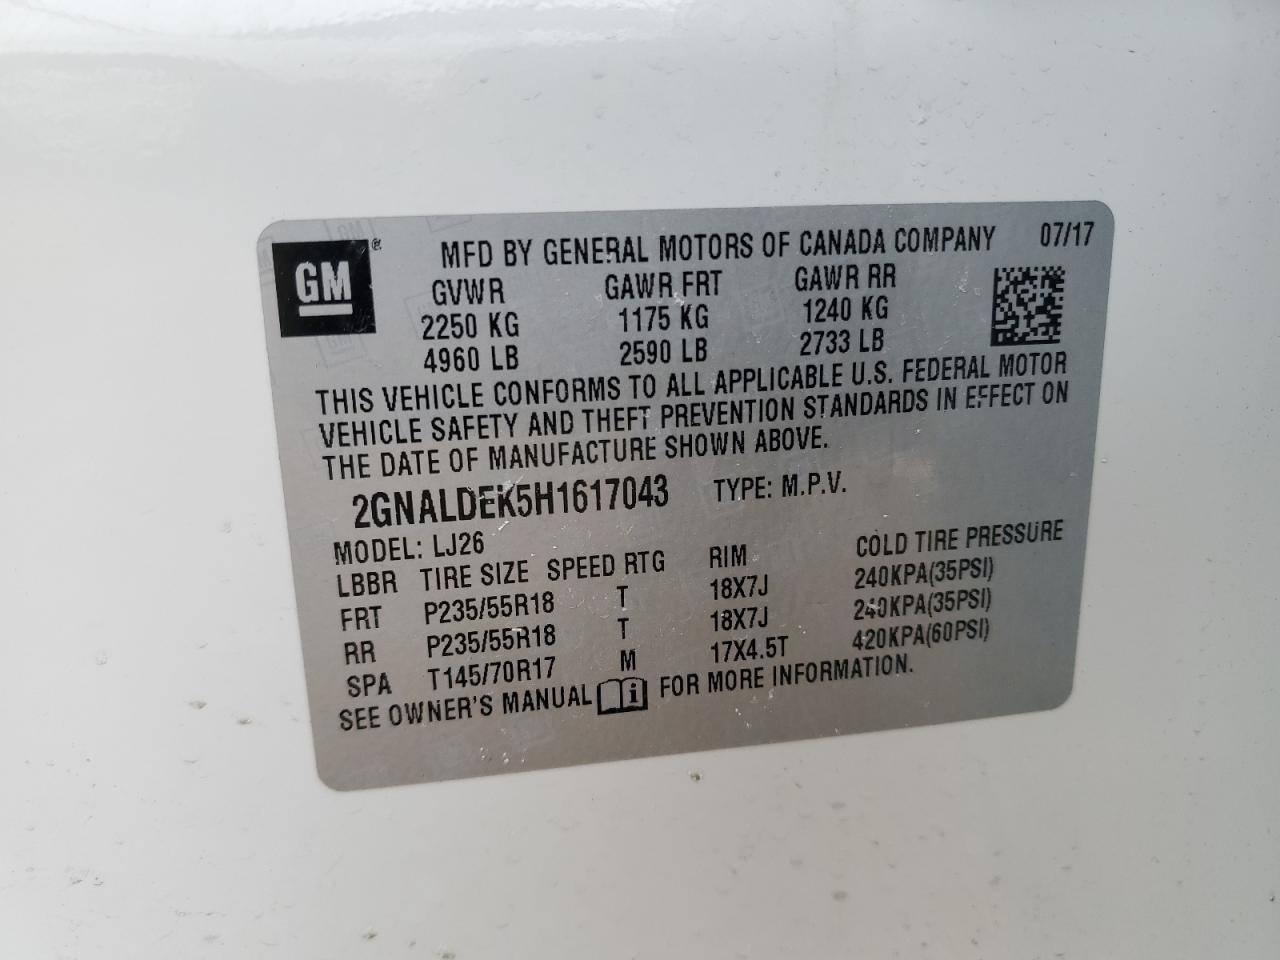 GM ® MFD BY GENERAL MOTORS OF CANADA COMPANY 07/17
GVWR GAWR FRT GAWR RR
2250 KG 1175 KG 1240 KG
4960 LB 2590 LB 2733 LB
THIS VEHICLE CONFORMS TO ALL APPLICABLE U.S. FEDERAL MOTOR
VEHICLE SAFETY AND THEFT PREVENTION STANDARDS IN EFFECT ON
THE DATE OF MANUFACTURE SHOWN ABOVE.
2GNALDEK5H1617043 TYPE: M.P.V.
MODEL: LJ26
LBBR TIRE SIZE SPEED RTG RIM COLD TIRE PRESSURE
FRT P235/55R18 T 18X7J 240KPA(35PSI)
RR P235/55R18 T 18X7J 240KPA(35PSI)
SPA T145/70R17 M 17X4.5T 420KPA(60PSI)
SEE OWNER'S MANUAL i FOR MORE INFORMATION.